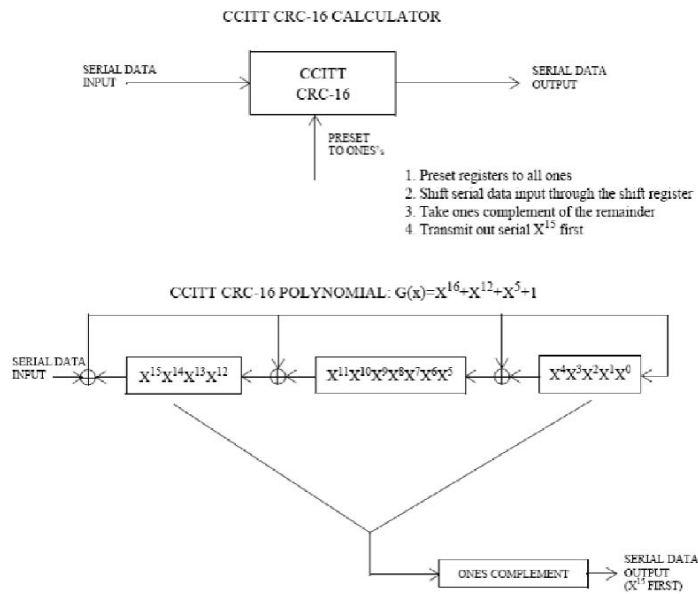 CCITT CRC-16 CALCULATOR
SERIAL DATA
INPUT
CCITT
CRC-16
SERIAL DATA
OUTPUT
PRESET
TO ONES's
1. Preset registers to all ones
2. Shift serial data input through the shift register
3. Take ones complement of the remainder
4. Transmit out serial X¹⁵ first
CCITT CRC-16 POLYNOMIAL: G(x)=X¹⁶+X¹²+X⁵+1
SERIAL DATA
INPUT
X¹⁵X¹⁴X¹³X¹²
X¹¹X¹⁰X⁹X⁸X⁷X⁶X⁵
X⁴X³X²X¹X⁰
ONES COMPLEMENT
SERIAL DATA
OUTPUT
(X¹⁵ FIRST)